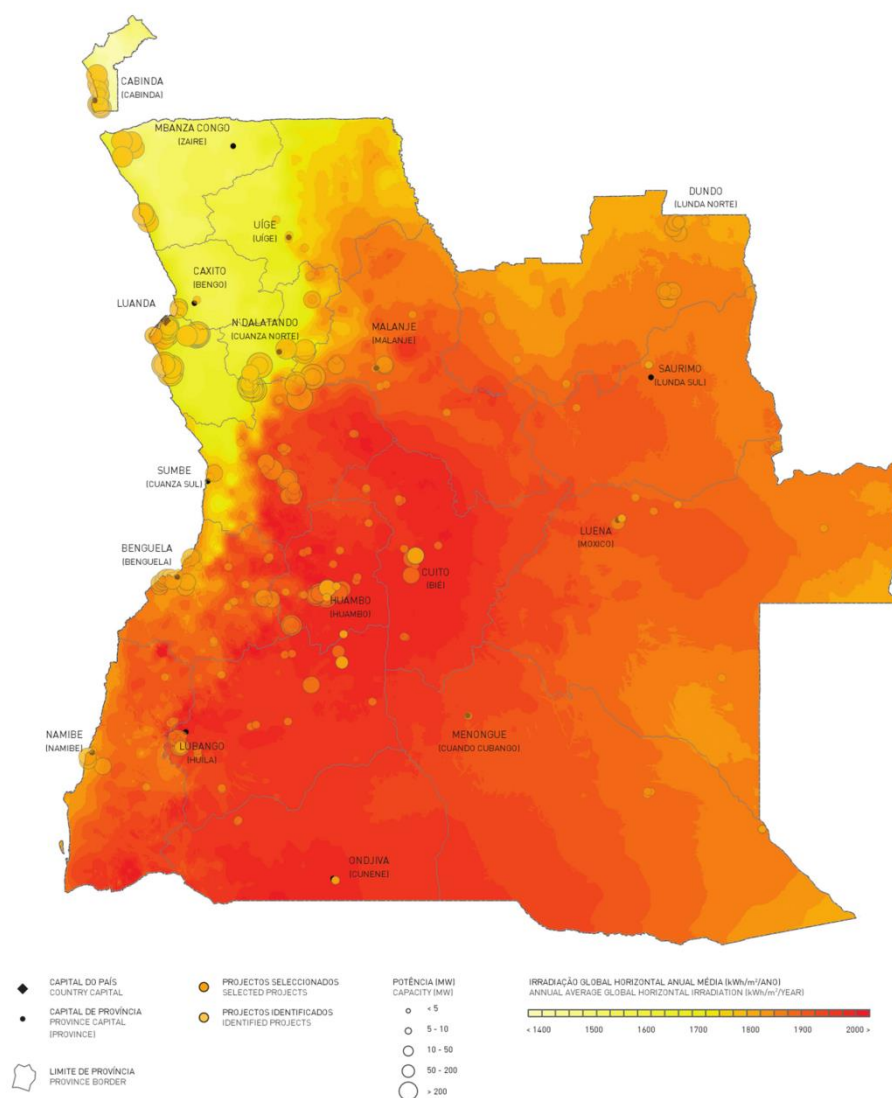 CABINDA
(CABINDA)
MBANZA CONGO
(ZAIRE)
DUNDO
(LUNDA NORTE)
UÍGE
(UÍGE)
CAXITO
(BENGO)
LUANDA
N'DALATANDO
(CUANZA NORTE)
MALANJE
(MALANJE)
SAURIMO
(LUNDA SUL)
SUMBE
(CUANZA SUL)
LUENA
(MOXICO)
BENGUELA
(BENGUELA)
CUITO
(BIÉ)
HUAMBO
(HUAMBO)
NAMIBE
(NAMIBE)
LUBANGO
(HUÍLA)
MENONGUE
(CUANDO CUBANGO)
ONDJIVA
(CUNENE)
CAPITAL DO PAÍS
COUNTRY CAPITAL
CAPITAL DE PROVÍNCIA
PROVINCE CAPITAL
(PROVINCE)
LIMITE DE PROVÍNCIA
PROVINCE BORDER
PROJECTOS SELECCIONADOS
SELECTED PROJECTS
PROJECTOS IDENTIFICADOS
IDENTIFIED PROJECTS
POTÊNCIA (MW)
CAPACITY (MW)
< 5
5 - 10
10 - 50
50 - 200
> 200
IRRADIAÇÃO GLOBAL HORIZONTAL ANUAL MÉDIA (kWh/m²/ANO)
ANNUAL AVERAGE GLOBAL HORIZONTAL IRRADIATION (kWh/m²/YEAR)
< 1400 1500 1600 1700 1800 1900 2000 >